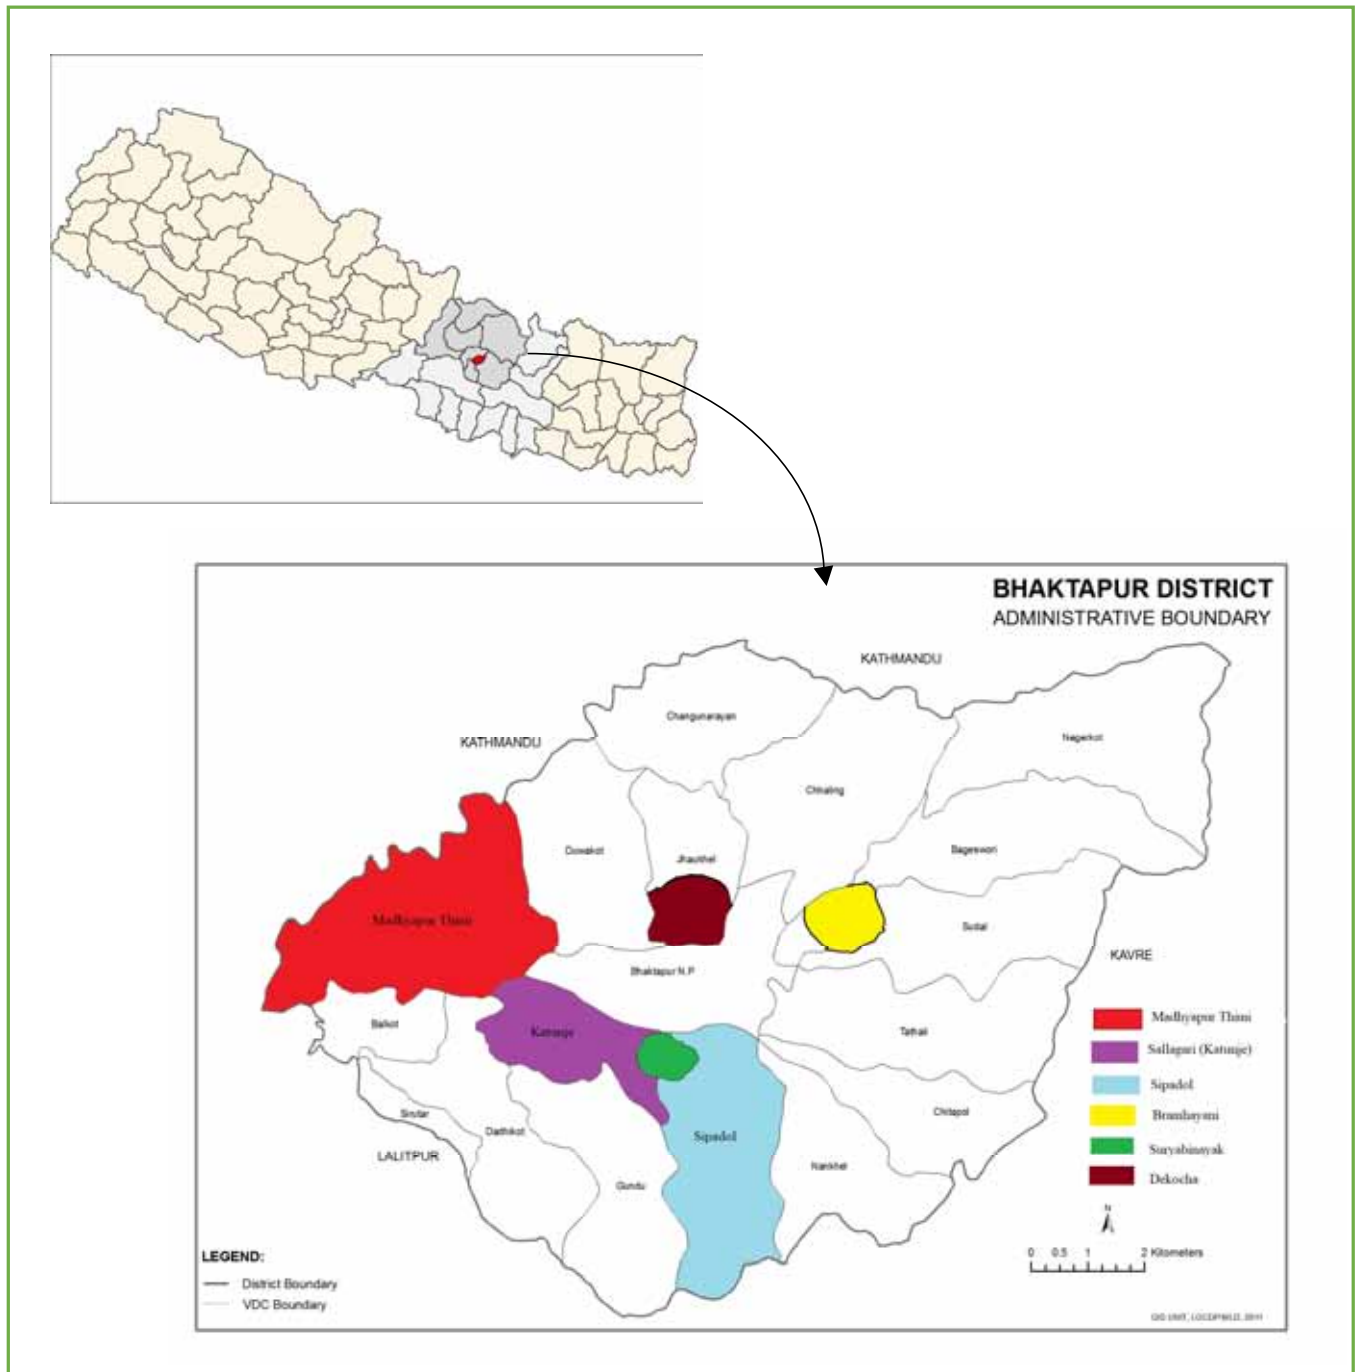 BHAKTAPUR DISTRICT
ADMINISTRATIVE BOUNDARY
KATHMANDU
Changunarayan
Nagarkot
KATHMANDU
Chhaling
Duwakot
Jhaukhel
Bageswori
Madhyapur Thimi
Sudal
KAVRE
Bhaktapur N.P
Balkot
Katunje
Tathali
Sirutar
Dadhikot
Chitapol
Sipadol
LALITPUR
Nankhel
Gundu
Madhyapur Thimi
Sallagari (Katunje)
Sipadol
Bramhayani
Suryabinayak
Dekocha
N
0 0.5 1 2 Kilometers
LEGEND:
District Boundary
VDC Boundary